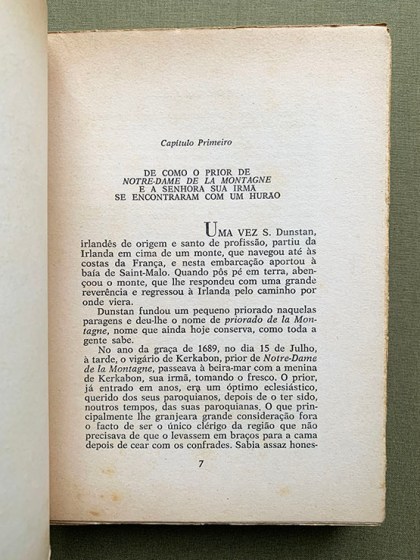 Capítulo Primeiro
DE COMO O PRIOR DE
NOTRE-DAME DE LA MONTAGNE
E A SENHORA SUA IRMÃ
SE ENCONTRARAM COM UM HURÃO
UMA VEZ S. Dunstan,
irlandês de origem e santo de profissão, partiu da
Irlanda em cima de um monte, que navegou até às
costas da França, e nesta embarcação aportou à
baía de Saint-Malo. Quando pôs pé em terra, aben-
çoou o monte, que lhe respondeu com uma grande
reverência e regressou à Irlanda pelo caminho por
onde viera.
Dunstan fundou um pequeno priorado naquelas
paragens e deu-lhe o nome de priorado de la Mon-
tagne, nome que ainda hoje conserva, como toda a
gente sabe.
No ano da graça de 1689, no dia 15 de Julho,
à tarde, o vigário de Kerkabon, prior de Notre-Dame
de la Montagne, passeava à beira-mar com a menina
de Kerkabon, sua irmã, tomando o fresco. O prior,
já entrado em anos, era um óptimo eclesiástico,
querido dos seus paroquianos, depois de o ter sido,
noutros tempos, das suas paroquianas. O que prin-
cipalmente lhe granjeara grande consideração fora
o facto de ser o único clérigo da região que não
precisava de que o levassem em braços para a cama
depois de cear com os confrades. Sabia assaz hones-
7